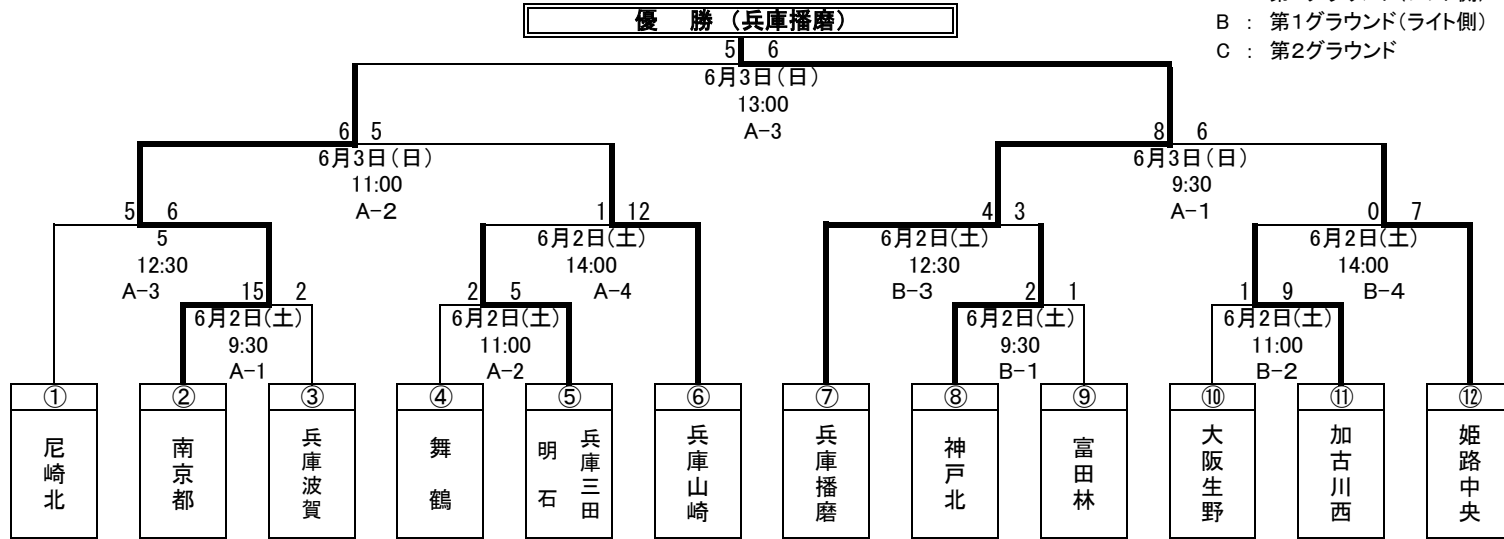 優　勝（兵庫播磨）
B ： 第1グラウンド（ライト側）
C ： 第2グラウンド
5 6
6月3日（日）
13:00
A-3
6 5
6月3日（日）
11:00
A-2
8 6
6月3日（日）
9:30
A-1
5 6
5
12:30
A-3
1 12
6月2日(土)
14:00
A-4
4 3
6月2日(土)
12:30
B-3
0 7
6月2日(土)
14:00
B-4
15 2
6月2日(土)
9:30
A-1
2 5
6月2日(土)
11:00
A-2
2 1
6月2日(土)
9:30
B-1
1 9
6月2日(土)
11:00
B-2
① ② ③ ④ ⑤ ⑥ ⑦ ⑧ ⑨ ⑩ ⑪ ⑫
尼崎北
南京都
兵庫波賀
舞鶴
明石
兵庫三田
兵庫山崎
兵庫播磨
神戸北
富田林
大阪生野
加古川西
姫路中央